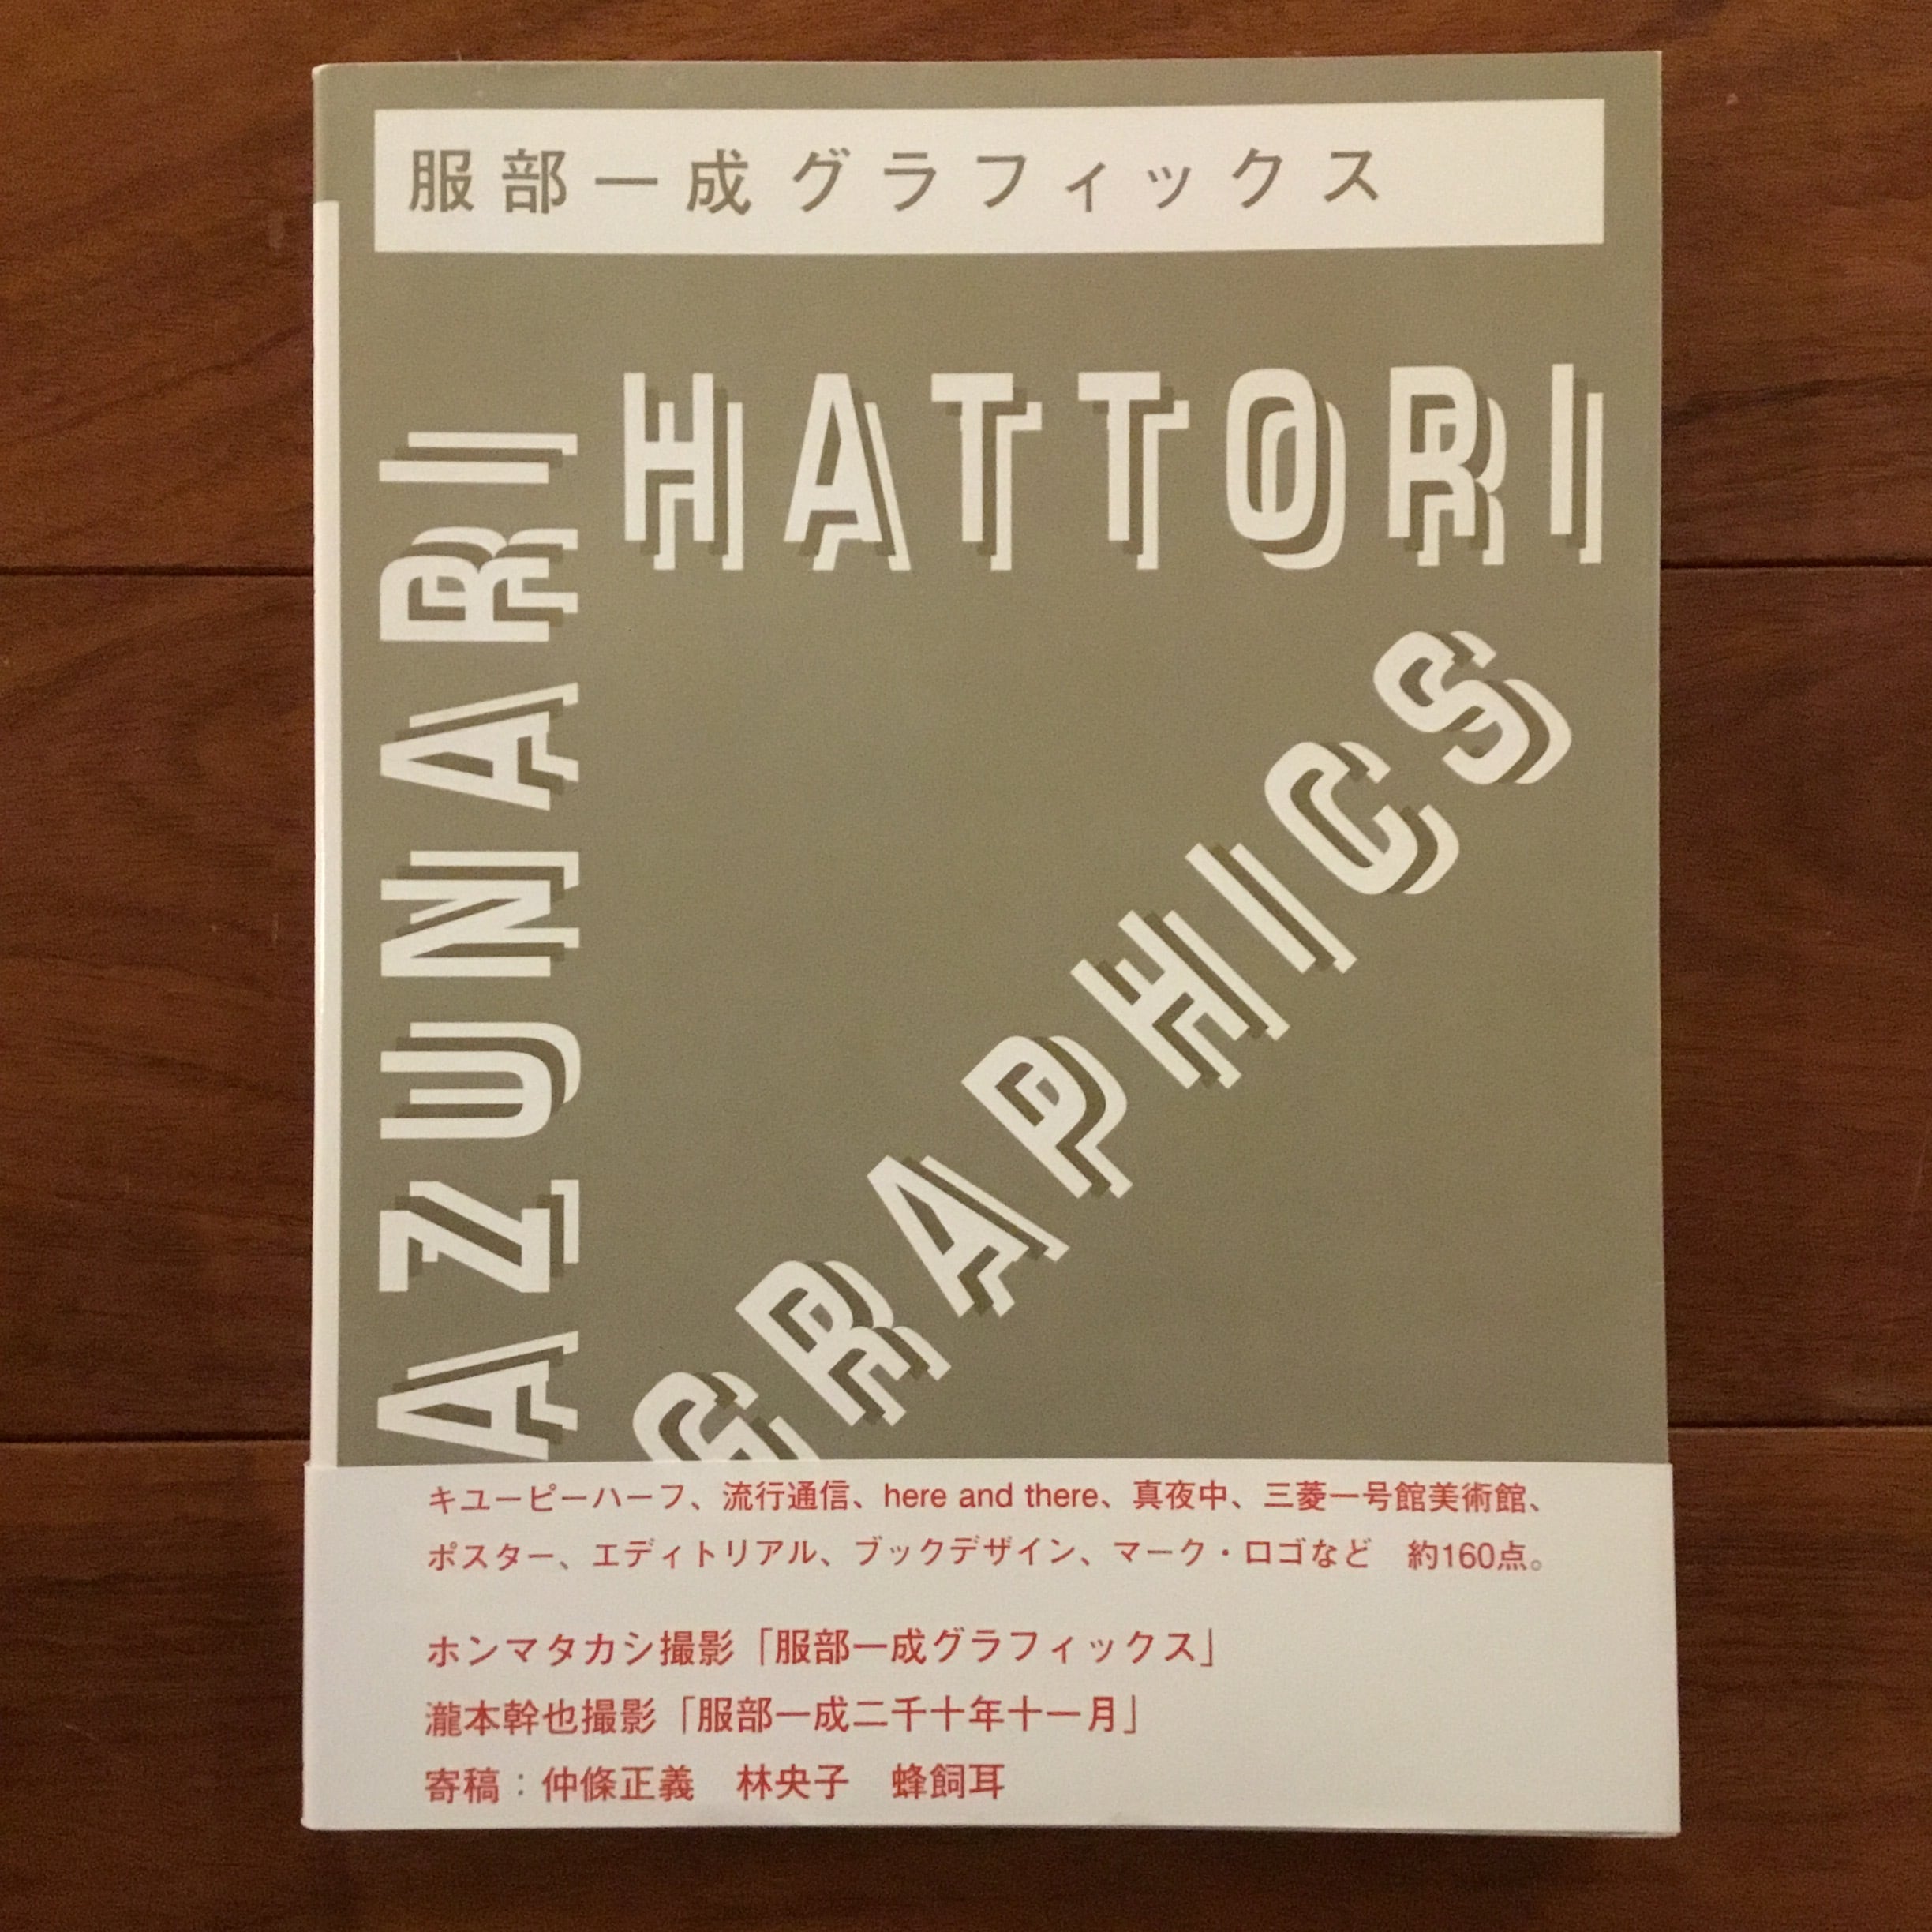 服部一成グラフィックス
HATTORI
AZUNARI
GRAPHICS
キユーピーハーフ、流行通信、here and there、真夜中、三菱一号館美術館、
ポスター、エディトリアル、ブックデザイン、マーク・ロゴなど　約160点。
ホンマタカシ撮影「服部一成グラフィックス」
瀧本幹也撮影「服部一成二千十年十一月」
寄稿：仲條正義　林央子　蜂飼耳